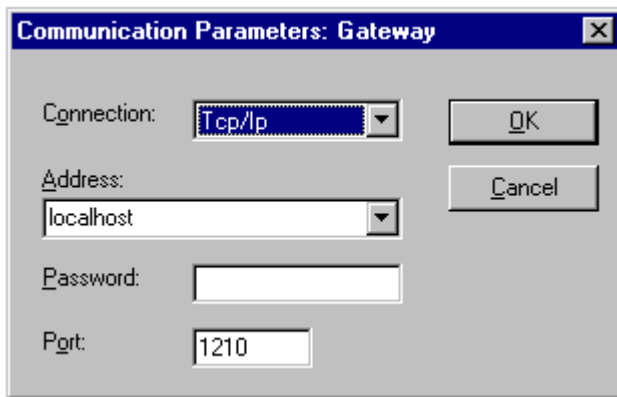 Communication Parameters: Gateway
Connection: Tcp/Ip OK
Address: Cancel
localhost
Password:
Port: 1210